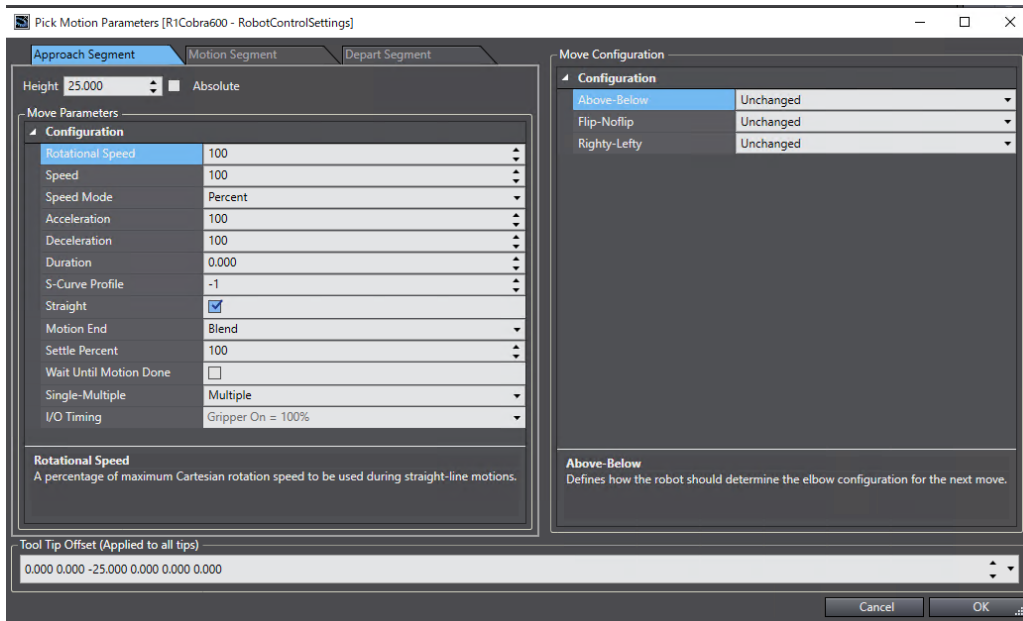 Pick Motion Parameters [R1Cobra600 - RobotControlSettings]
Approach Segment
Motion Segment
Depart Segment
Height 25.000 Absolute
Move Parameters
Configuration
Rotational Speed 100
Speed 100
Speed Mode Percent
Acceleration 100
Deceleration 100
Duration 0.000
S-Curve Profile -1
Straight
Motion End Blend
Settle Percent 100
Wait Until Motion Done
Single-Multiple Multiple
I/O Timing Gripper On = 100%
Rotational Speed
A percentage of maximum Cartesian rotation speed to be used during straight-line motions.
Move Configuration
Configuration
Above-Below Unchanged
Flip-Noflip Unchanged
Righty-Lefty Unchanged
Above-Below
Defines how the robot should determine the elbow configuration for the next move.
Tool Tip Offset (Applied to all tips)
0.000 0.000 -25.000 0.000 0.000 0.000
Cancel
OK